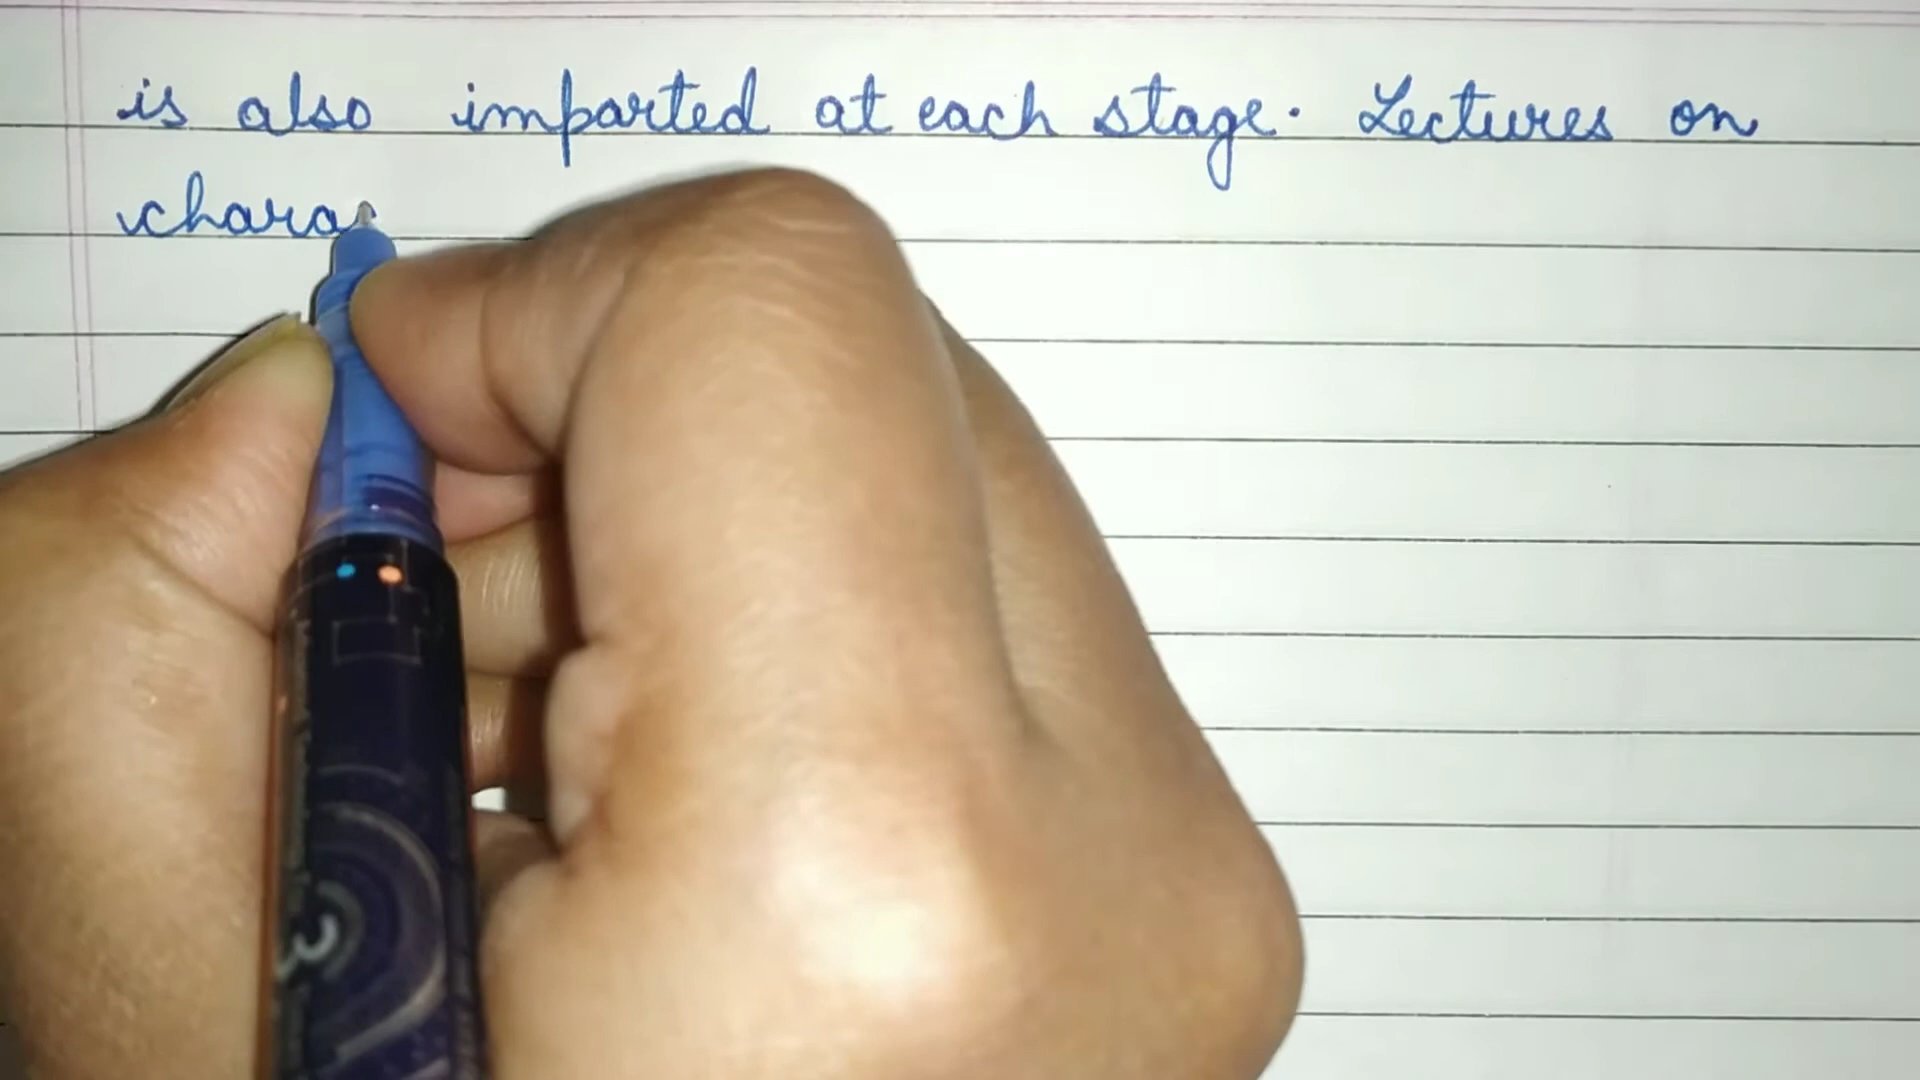 is also imparted at each stage. Lectures on
chara